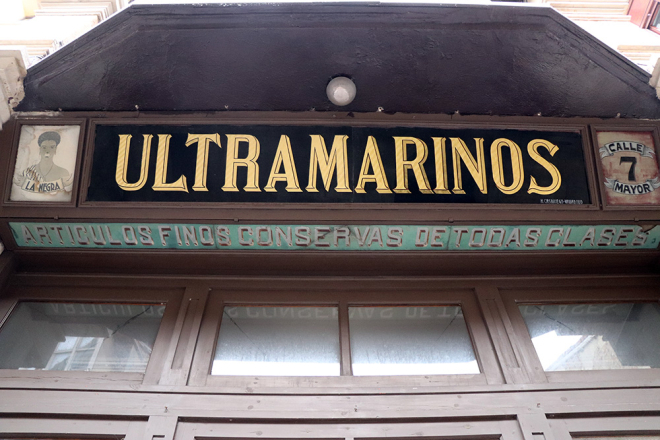 ULTRAMARINOS
LA NEGRA
CALLE
7
MAYOR
ARTICULOS FINOS CONSERVAS DE TODAS CLASES